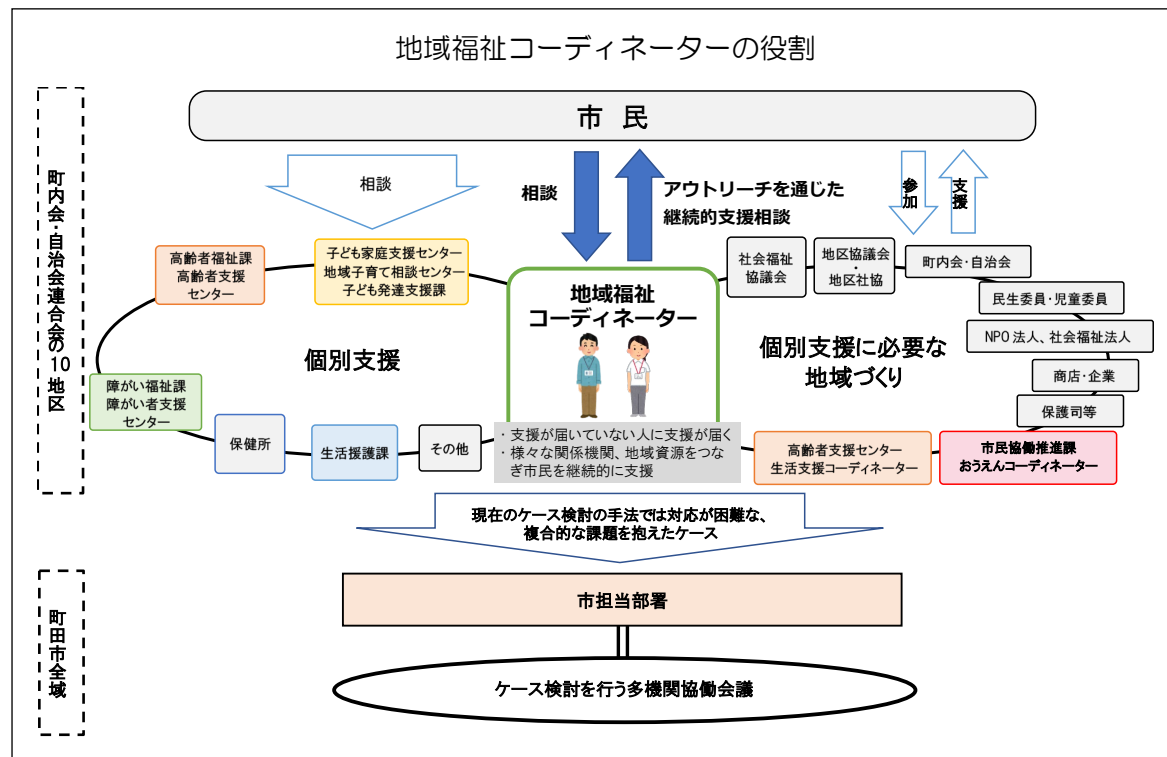 地域福祉コーディネーターの役割
町内会・自治会連合会の10地区
市 民
相談
相談
アウトリーチを通じた
継続的支援相談
参加
支援
高齢者福祉課
高齢者支援
センター
子ども家庭支援センター
地域子育て相談センター
子ども発達支援課
地域福祉
コーディネーター
社会福祉
協議会
地区協議会
・
地区社協
町内会・自治会
民生委員・児童委員
NPO法人、社会福祉法人
商店・企業
保護司等
個別支援
個別支援に必要な
地域づくり
障がい福祉課
障がい者支援
センター
保健所
生活援護課
その他
・支援が届いていない人に支援が届く
・様々な関係機関、地域資源をつな
ぎ市民を継続的に支援
高齢者支援センター
生活支援コーディネーター
市民協働推進課
おうえんコーディネーター
現在のケース検討の手法では対応が困難な、
複合的な課題を抱えたケース
町田市全域
市担当部署
ケース検討を行う多機関協働会議